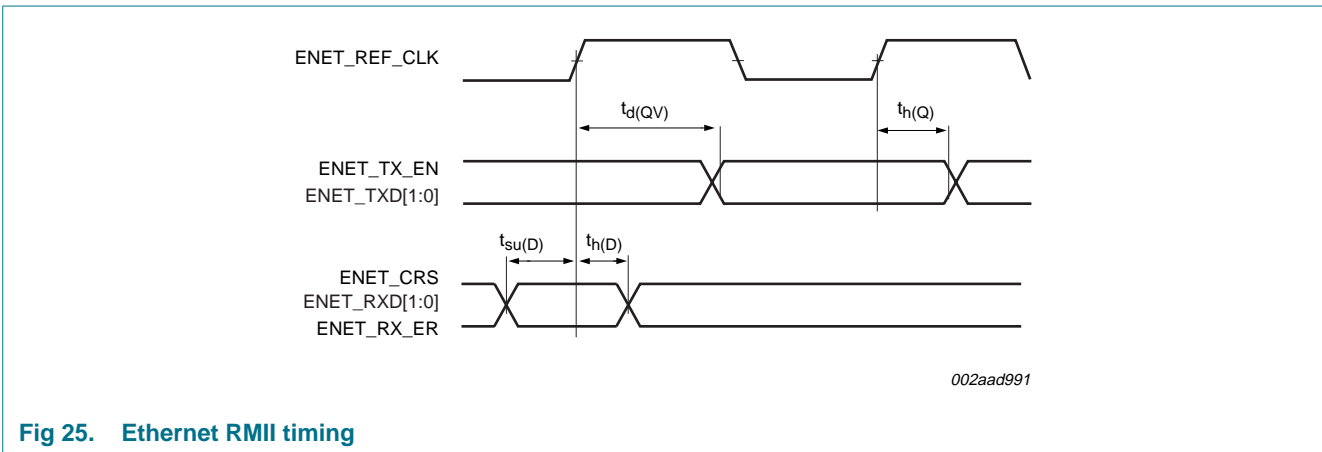 ENET_REF_CLK
td(QV)
th(Q)
ENET_TX_EN
ENET_TXD[1:0]
tsu(D)
th(D)
ENET_CRS
ENET_RXD[1:0]
ENET_RX_ER
002aad991
Fig 25. Ethernet RMII timing